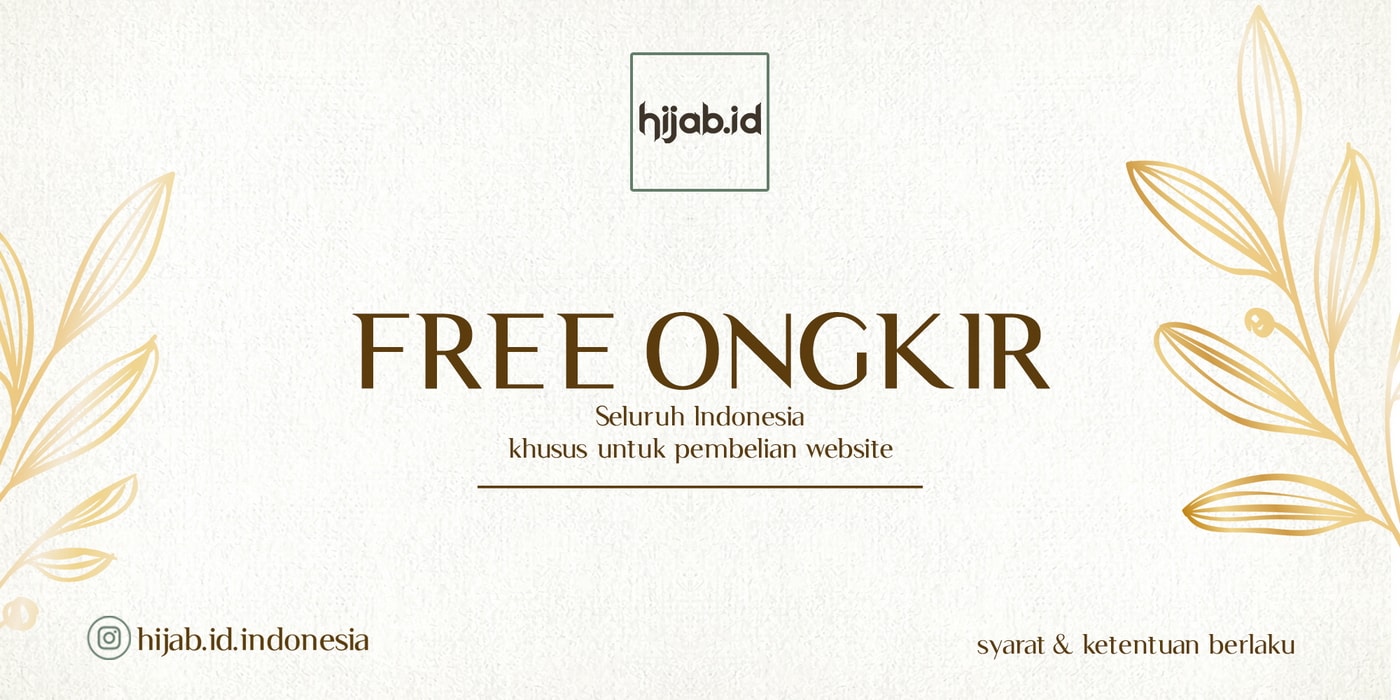 hijab.id
FREE ONGKIR
Seluruh Indonesia
khusus untuk pembelian website
hijab.id.indonesia
syarat & ketentuan berlaku